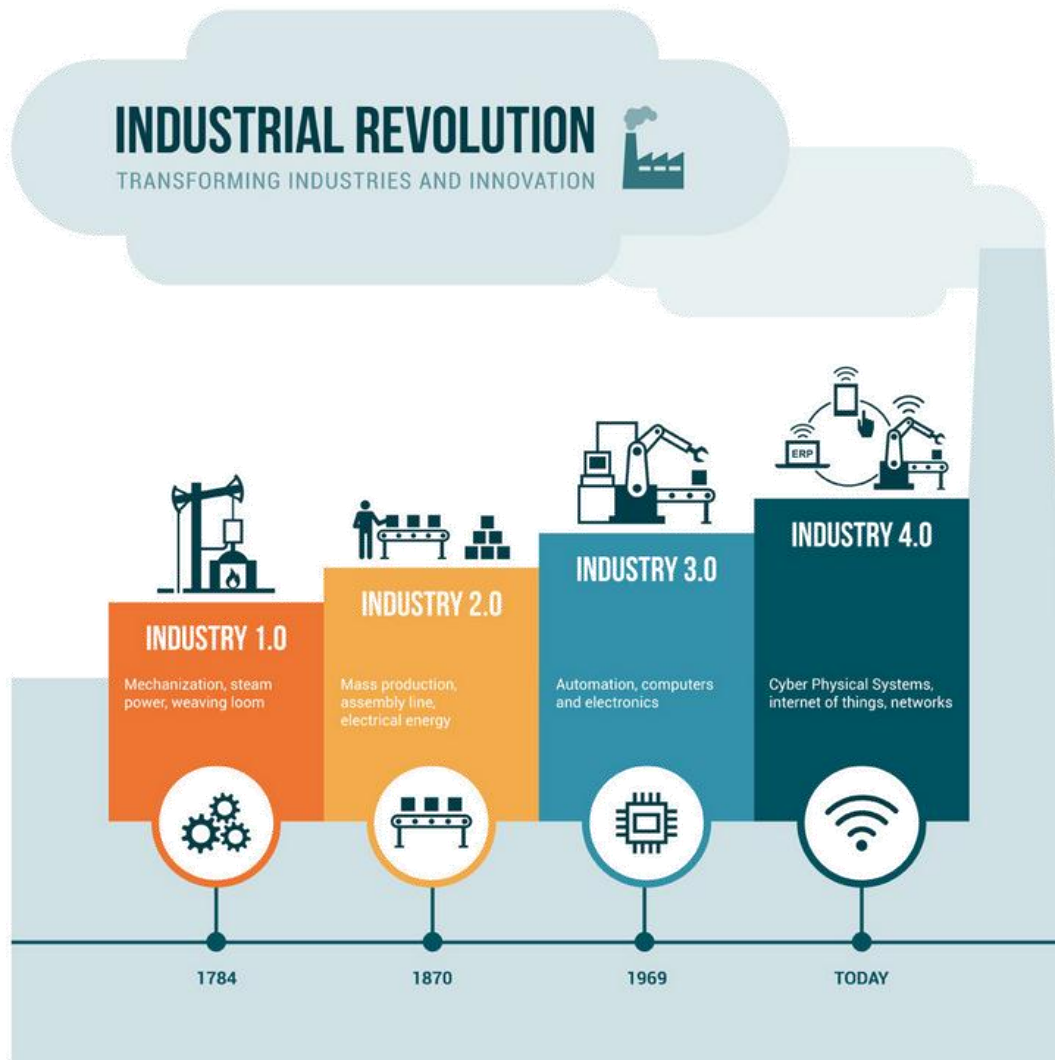 INDUSTRIAL REVOLUTION
TRANSFORMING INDUSTRIES AND INNOVATION
INDUSTRY 1.0
Mechanization, steam
power, weaving loom
INDUSTRY 2.0
Mass production,
assembly line,
electrical energy
INDUSTRY 3.0
Automation, computers
and electronics
ERP
INDUSTRY 4.0
Cyber Physical Systems,
internet of things, networks
1784
1870
1969
TODAY